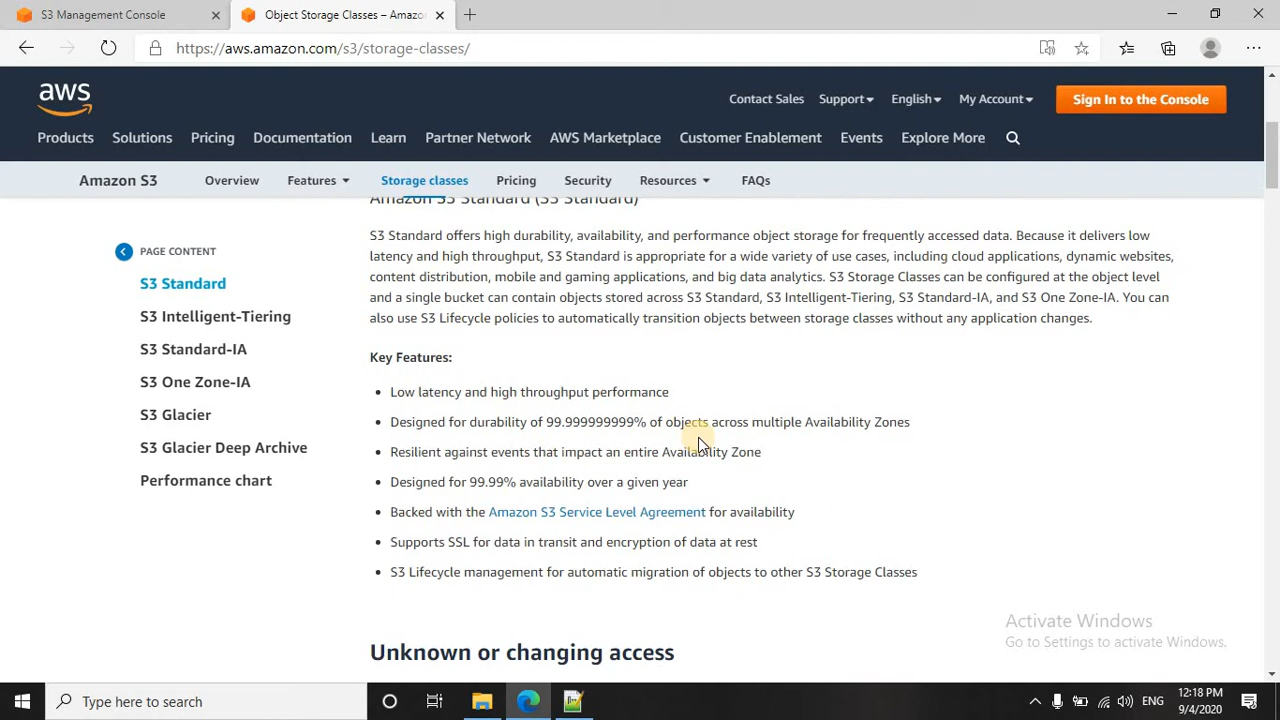 S3 Management Console
Object Storage Classes – Amazo
https://aws.amazon.com/s3/storage-classes/
aws
Contact Sales Support English My Account Sign In to the Console
Products Solutions Pricing Documentation Learn Partner Network AWS Marketplace Customer Enablement Events Explore More
Amazon S3 Overview Features Storage classes Pricing Security Resources FAQs
Amazon S3 Standard (S3 Standard)
S3 Standard offers high durability, availability, and performance object storage for frequently accessed data. Because it delivers low
latency and high throughput, S3 Standard is appropriate for a wide variety of use cases, including cloud applications, dynamic websites,
content distribution, mobile and gaming applications, and big data analytics. S3 Storage Classes can be configured at the object level
and a single bucket can contain objects stored across S3 Standard, S3 Intelligent-Tiering, S3 Standard-IA, and S3 One Zone-IA. You can
also use S3 Lifecycle policies to automatically transition objects between storage classes without any application changes.
PAGE CONTENT
S3 Standard
S3 Intelligent-Tiering
S3 Standard-IA
S3 One Zone-IA
S3 Glacier
S3 Glacier Deep Archive
Performance chart
Key Features:
Low latency and high throughput performance
Designed for durability of 99.999999999% of objects across multiple Availability Zones
Resilient against events that impact an entire Availability Zone
Designed for 99.99% availability over a given year
Backed with the Amazon S3 Service Level Agreement for availability
Supports SSL for data in transit and encryption of data at rest
S3 Lifecycle management for automatic migration of objects to other S3 Storage Classes
Unknown or changing access
Activate Windows
Go to Settings to activate Windows.
Type here to search
ENG
12:18 PM
9/4/2020